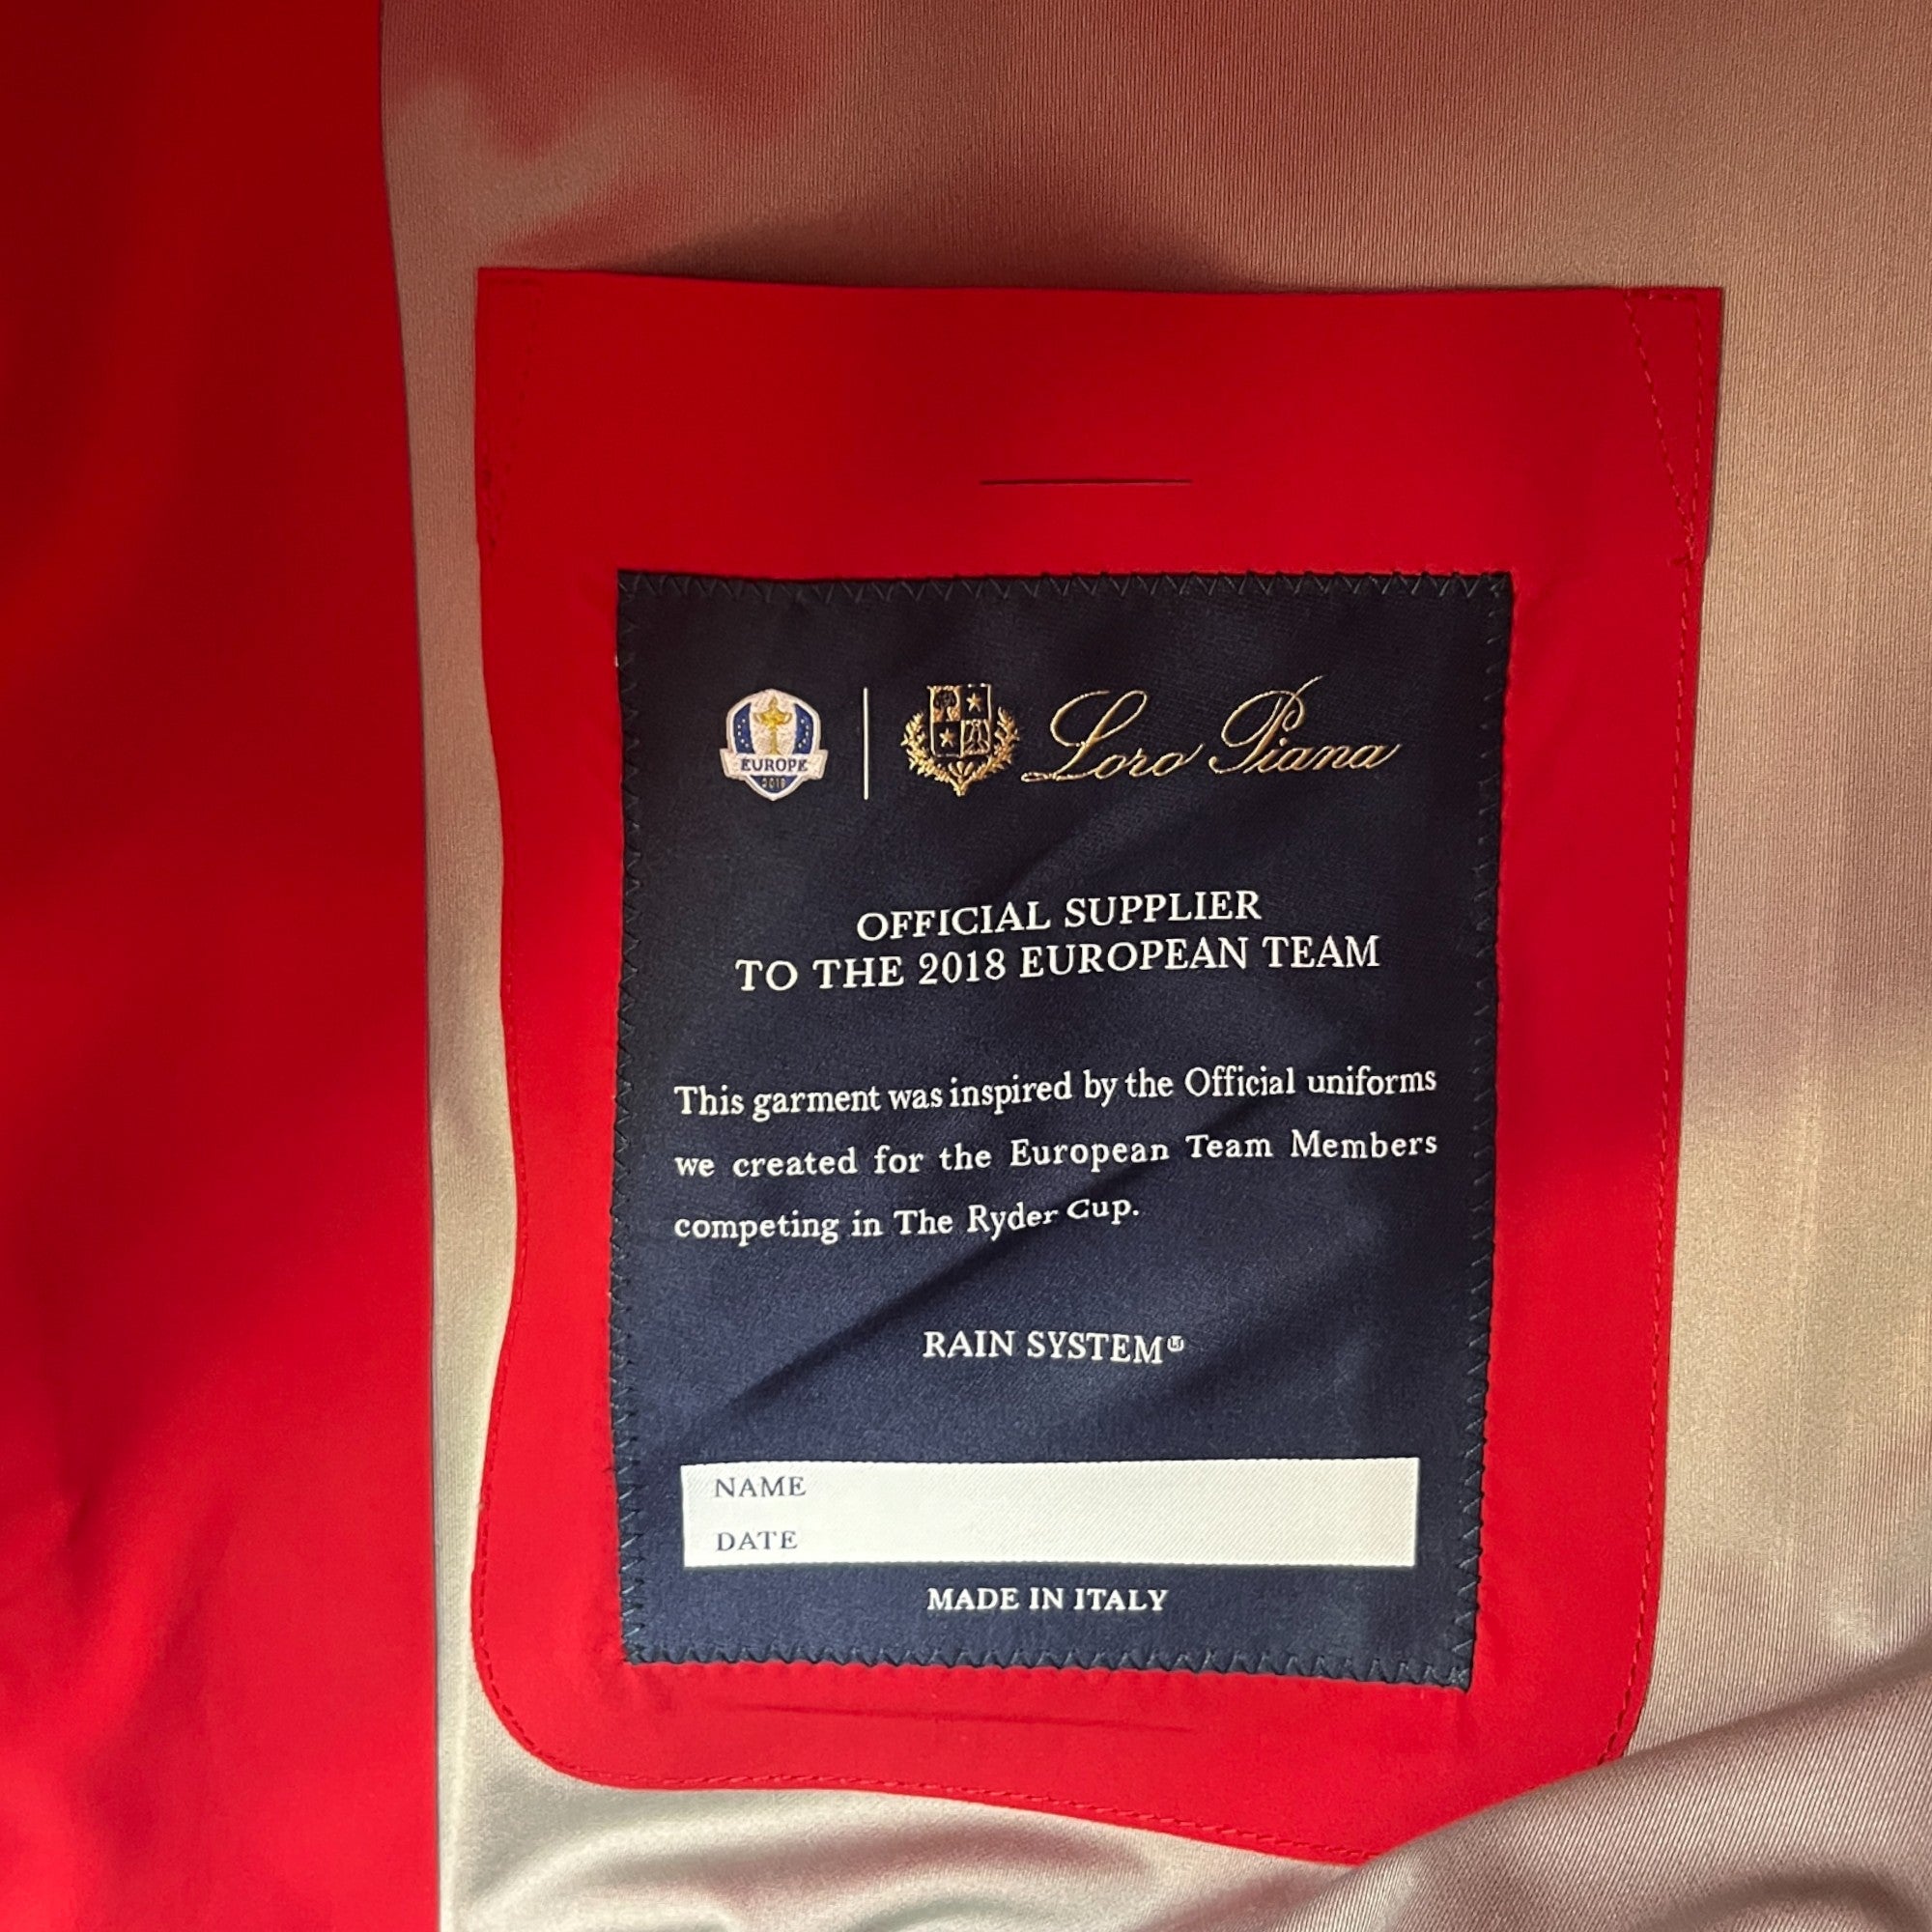 EUROPE
2018
Loro Piana
OFFICIAL SUPPLIER
TO THE 2018 EUROPEAN TEAM
This garment was inspired by the Official uniforms
we created for the European Team Members
competing in The Ryder Cup.
RAIN SYSTEM®
NAME
DATE
MADE IN ITALY